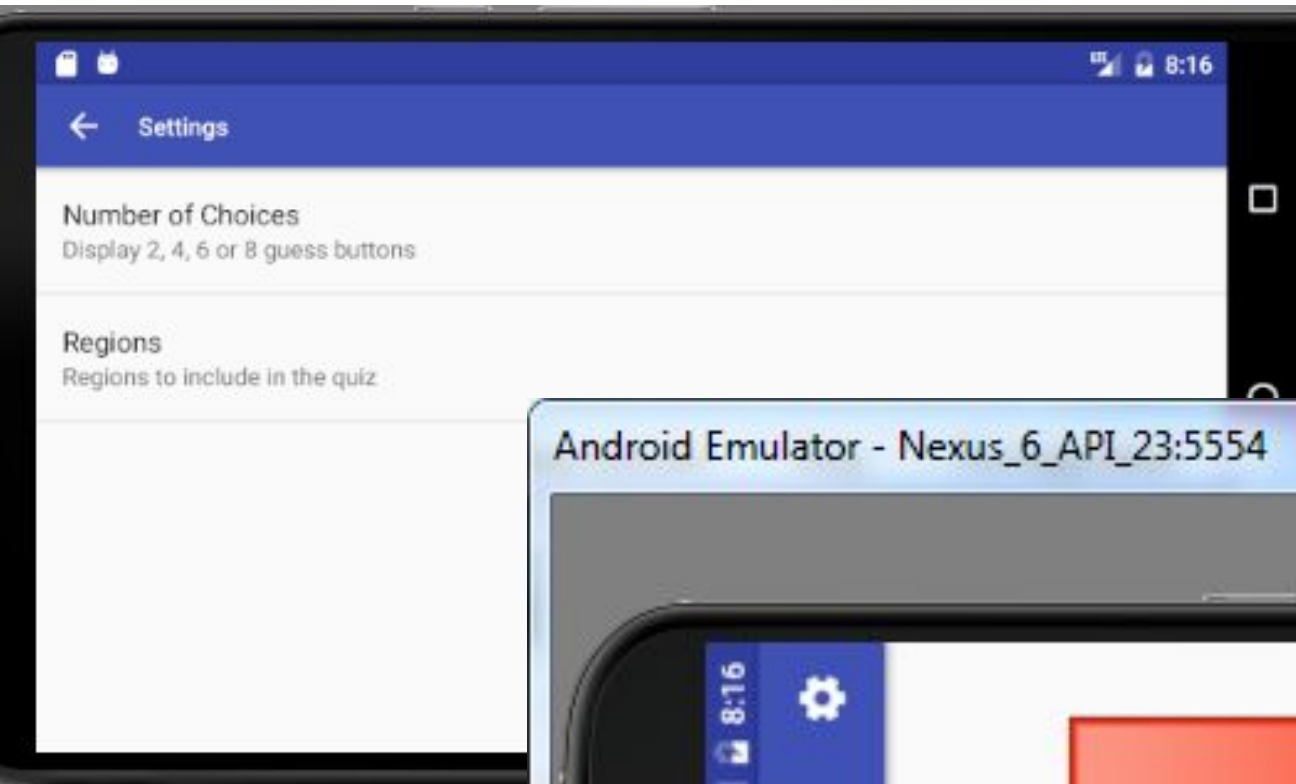 8:16
Settings
Number of Choices
Display 2, 4, 6 or 8 guess buttons
Regions
Regions to include in the quiz
Android Emulator - Nexus_6_API_23:5554
8:16